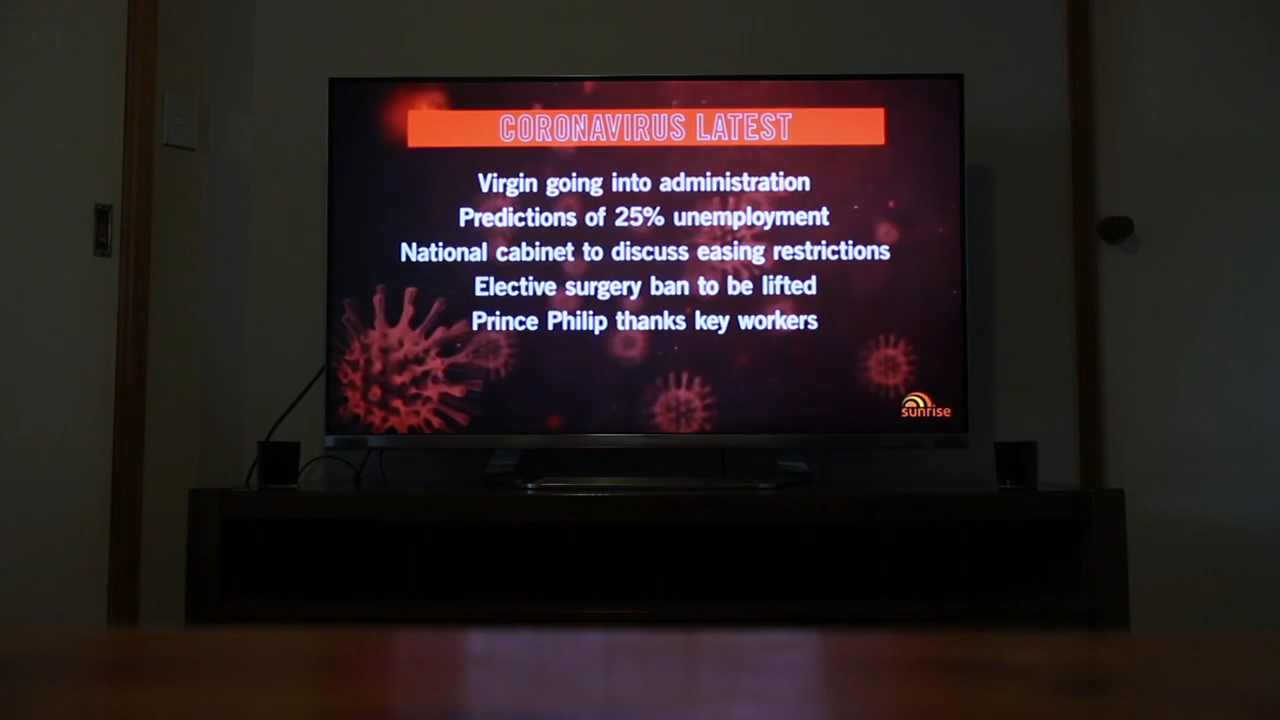 CORONAVIRUS LATEST
Virgin going into administration
Predictions of 25% unemployment
National cabinet to discuss easing restrictions
Elective surgery ban to be lifted
Prince Philip thanks key workers
sunrise